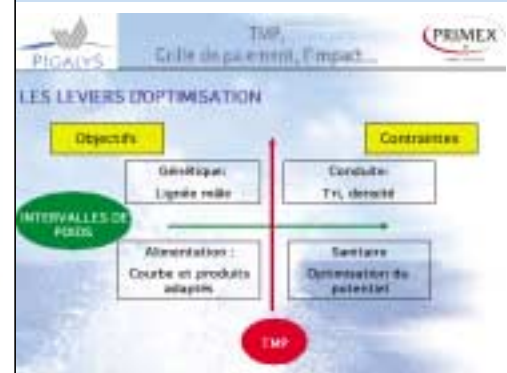 TMP,
Grille de paiement, l'impact...
PIGALYS
PRIMEX
LES LEVIERS D'OPTIMISATION
Objectifs
Contraintes
Génétique:
Lignée mâle
Conduite:
Tri, densité
INTERVALLES DE
POIDS
Alimentation :
Courbe et produits
adaptés
Sanitaire
Optimisation du
potentiel
TMP